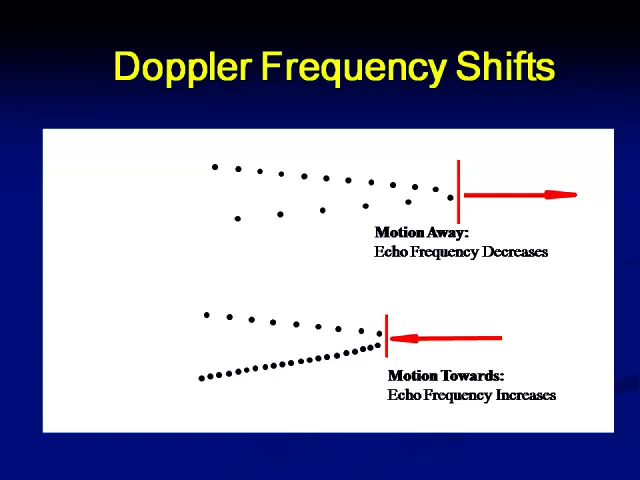 Doppler Frequency Shifts
Motion Away:
Echo Frequency Decreases
Motion Towards:
Echo Frequency Increases